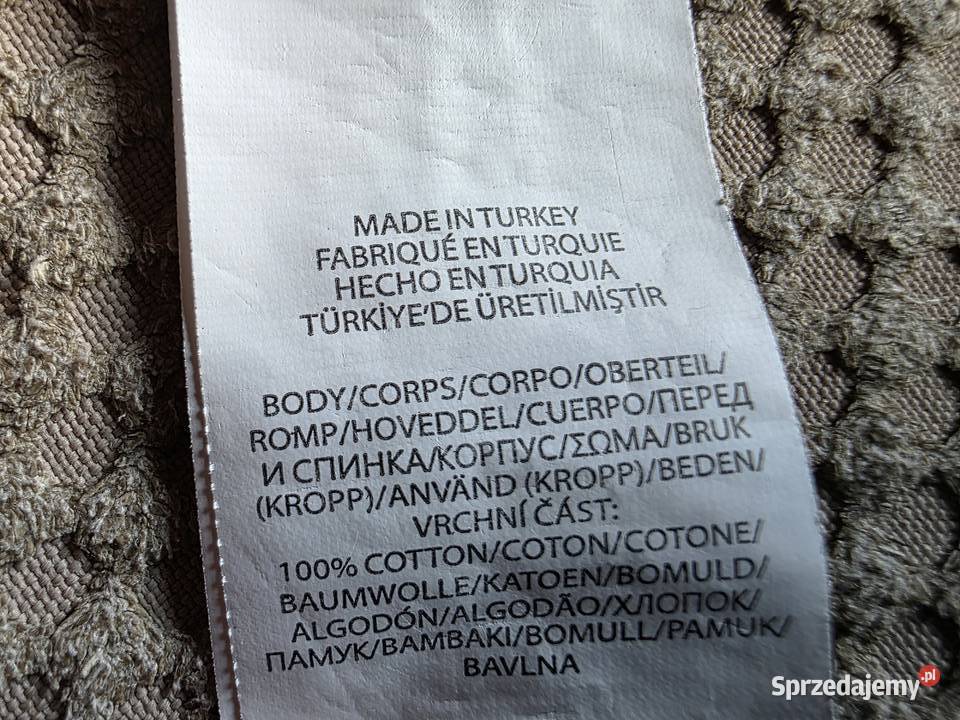 MADE IN TURKEY
FABRIQUÉ EN TURQUIE
HECHO EN TURQUIA
TÜRKİYE'DE ÜRETİLMİŞTİR
BODY/CORPS/CORPO/OBERTEIL/
ROMP/HOVEDDEL/CUERPO/ПЕРЕД
И СПИНКА/КОРПУС/ΣΩΜΑ/BRUK
(KROPP)/ANVÄND (KROPP)/BEDEN/
VRCHNÍ ČÁST:
100% COTTON/COTON/COTONE/
BAUMWOLLE/KATOEN/BOMULD/
ALGODÓN/ALGODÃO/ХЛОПОК/
ПАМУК/BAMBAKI/BOMULL/PAMUK/
BAVLNA
Sprzedajemy.pl